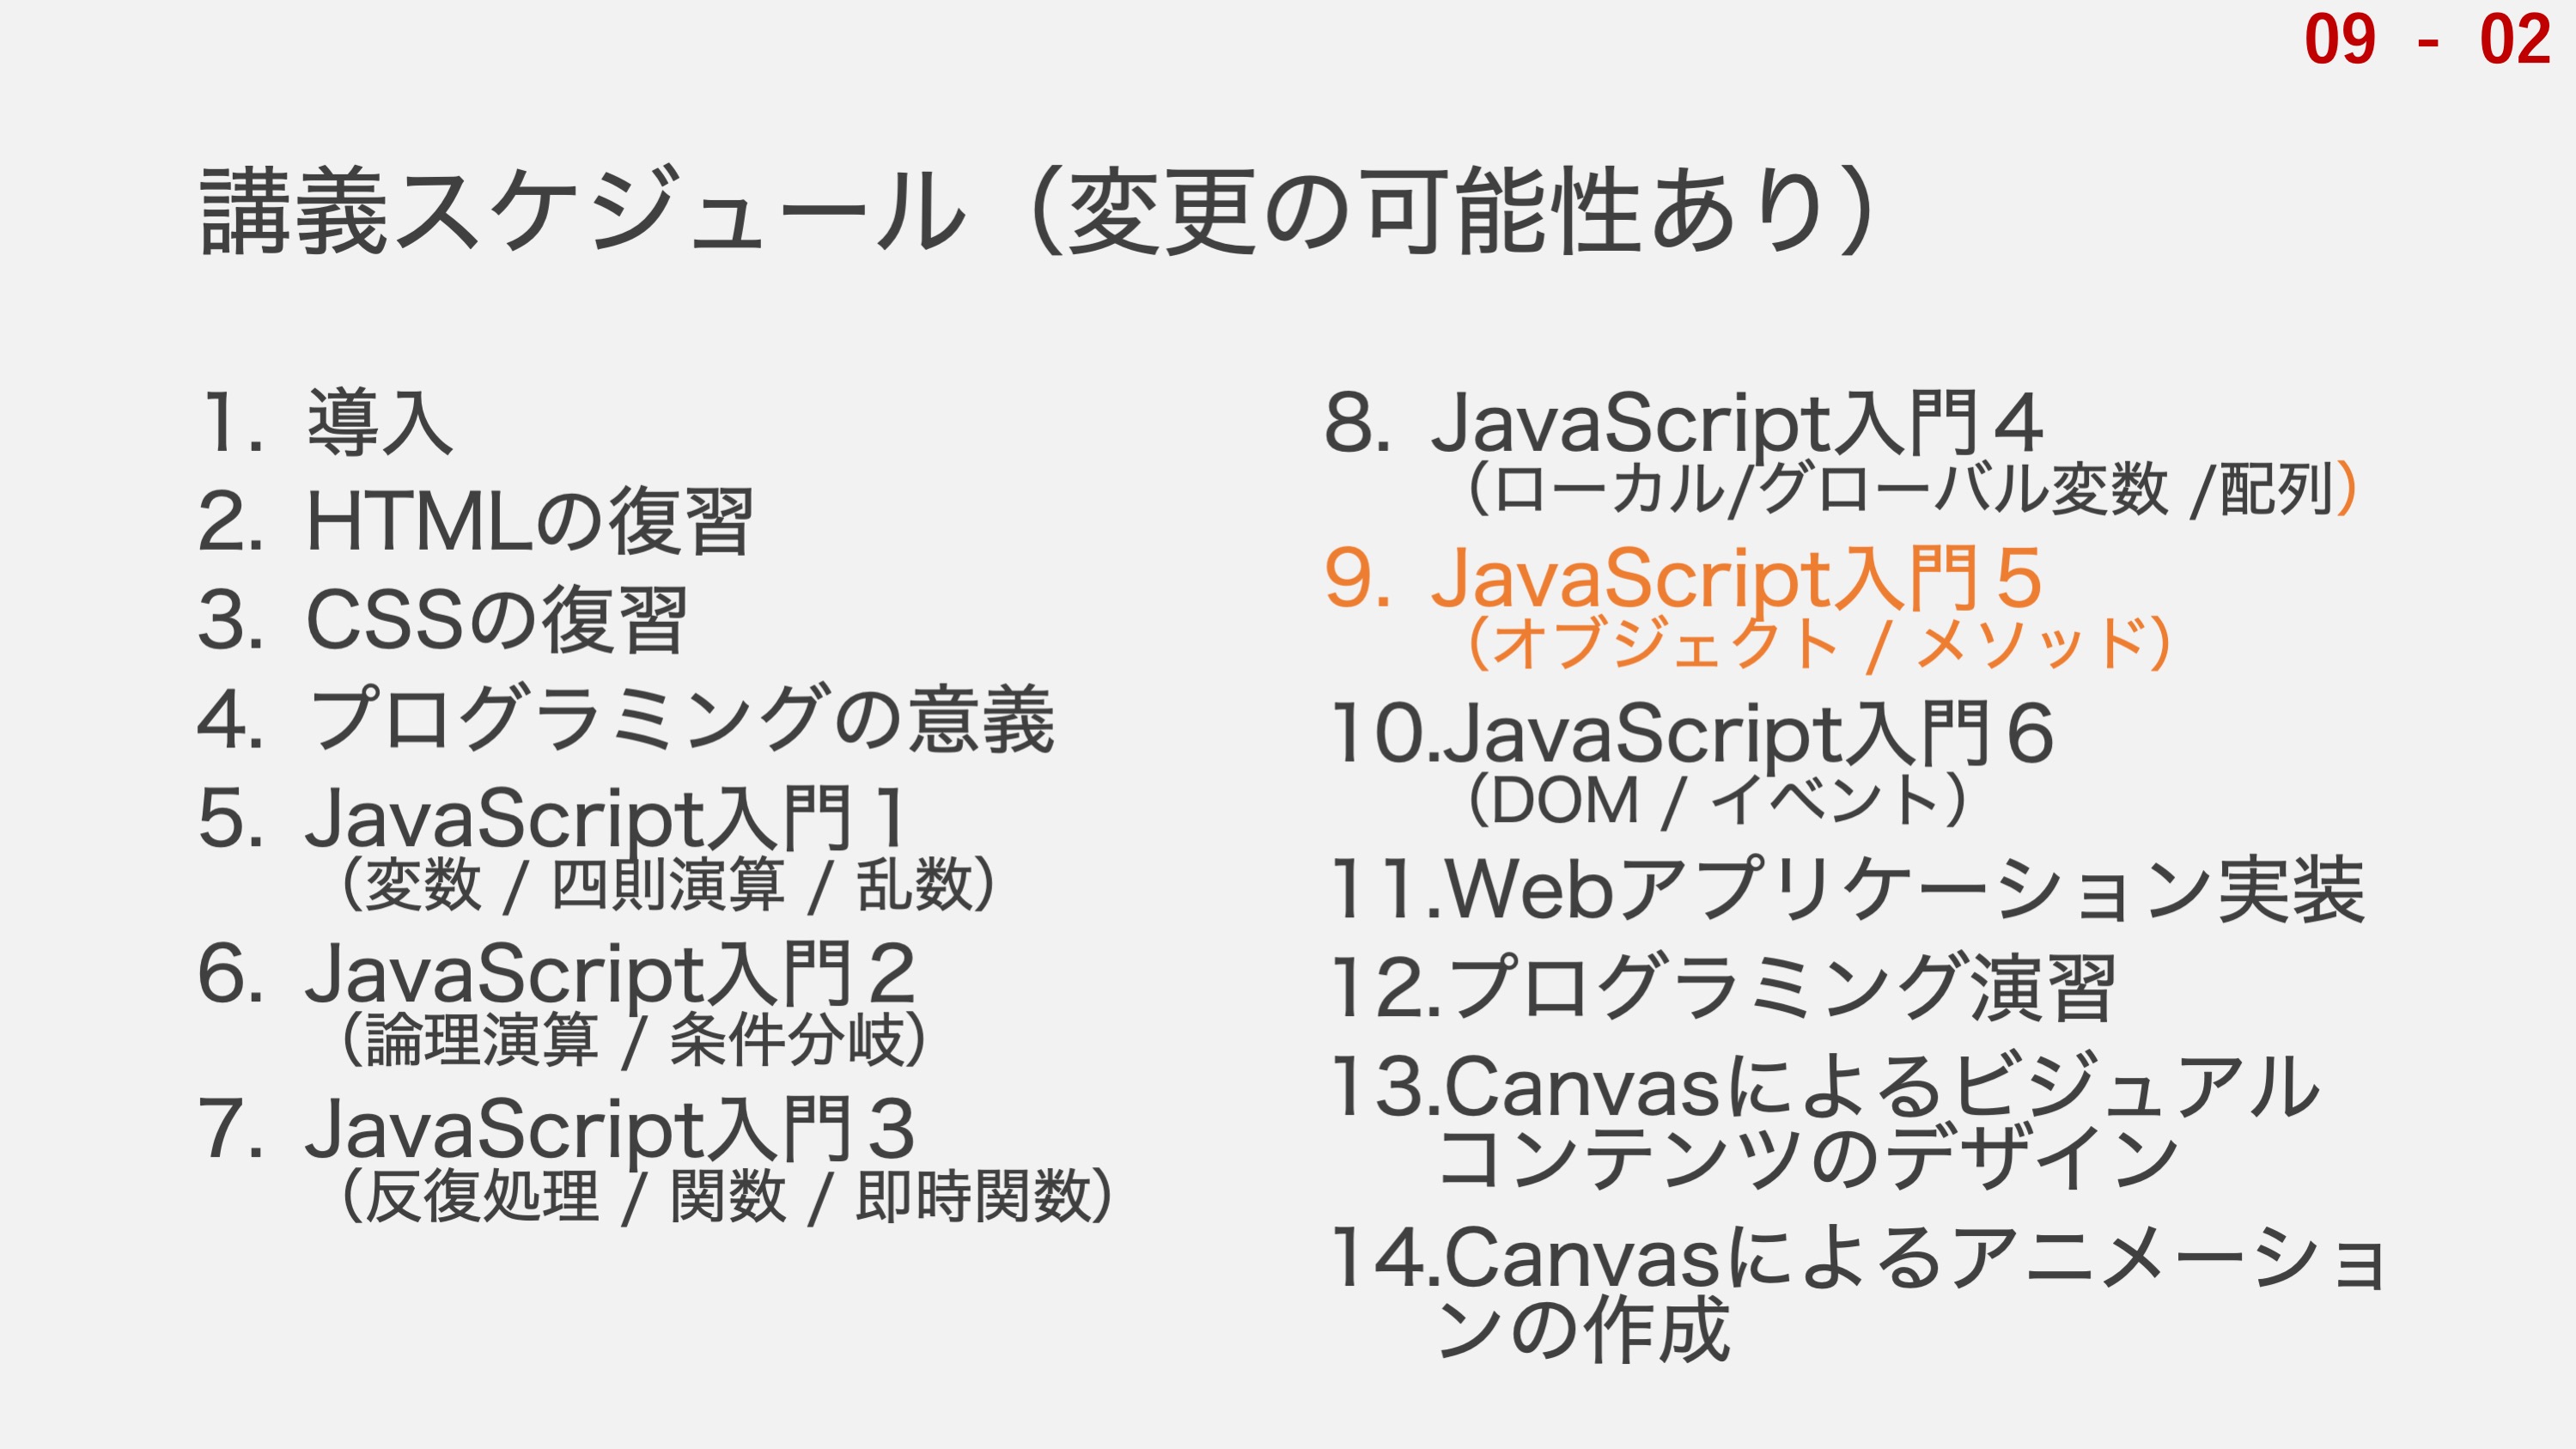 09 - 02
講義スケジュール（変更の可能性あり）
1. 導入
2. HTMLの復習
3. CSSの復習
4. プログラミングの意義
5. JavaScript入門１
（変数 / 四則演算 / 乱数）
6. JavaScript入門２
（論理演算 / 条件分岐）
7. JavaScript入門３
（反復処理 / 関数 / 即時関数）
8. JavaScript入門４
（ローカル/グローバル変数 /配列）
9. JavaScript入門５
（オブジェクト / メソッド）
10.JavaScript入門６
（DOM / イベント）
11.Webアプリケーション実装
12.プログラミング演習
13.Canvasによるビジュアル
コンテンツのデザイン
14.Canvasによるアニメーショ
ンの作成